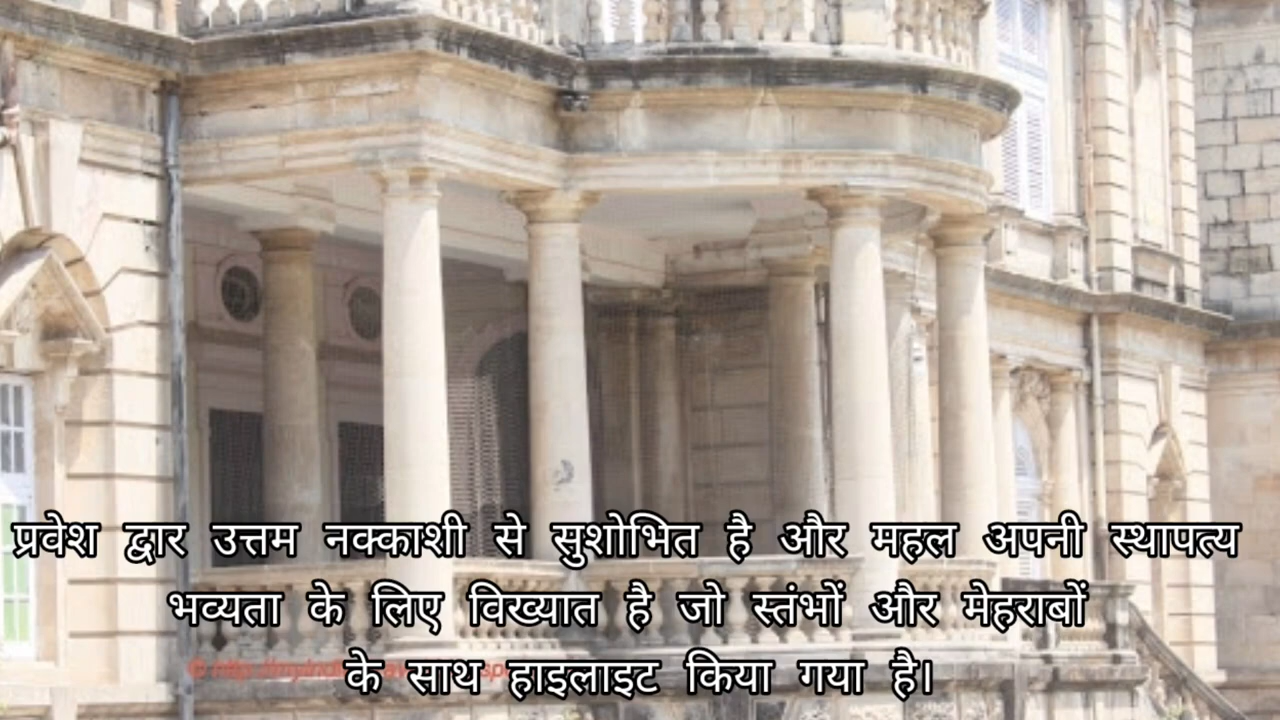 प्रवेश द्वार उत्तम नक्काशी से सुशोभित है और महल अपनी स्थापत्य
भव्यता के लिए विख्यात है जो स्तंभों और मेहराबों
के साथ हाइलाइट किया गया है।